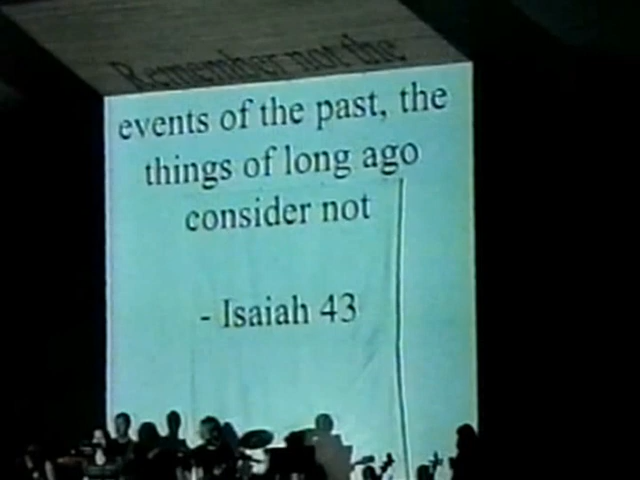 Remember not the
events of the past, the
things of long ago
consider not
- Isaiah 43